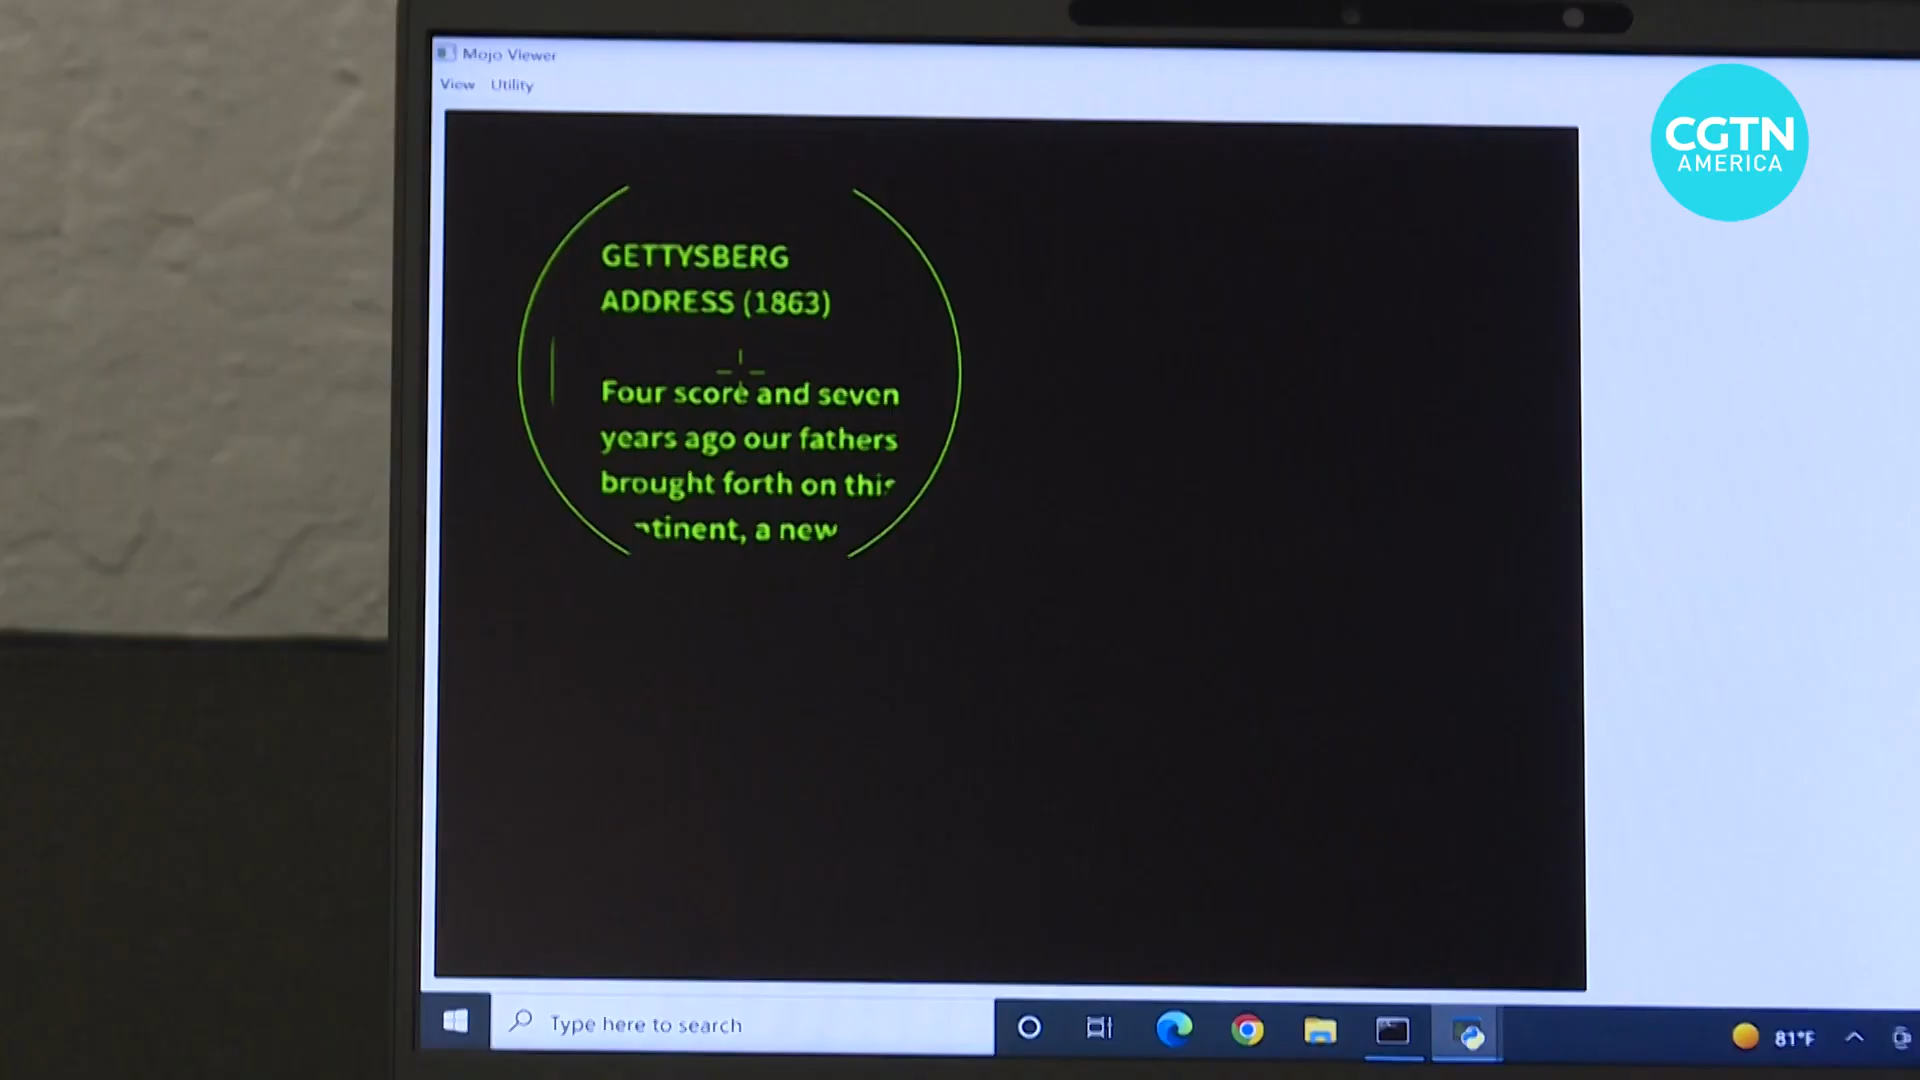 Mojo Viewer
View Utility
CGTN
AMERICA
GETTYSBERG
ADDRESS (1863)
Four score and seven
years ago our fathers
brought forth on this
ntinent, a new
Type here to search
81°F